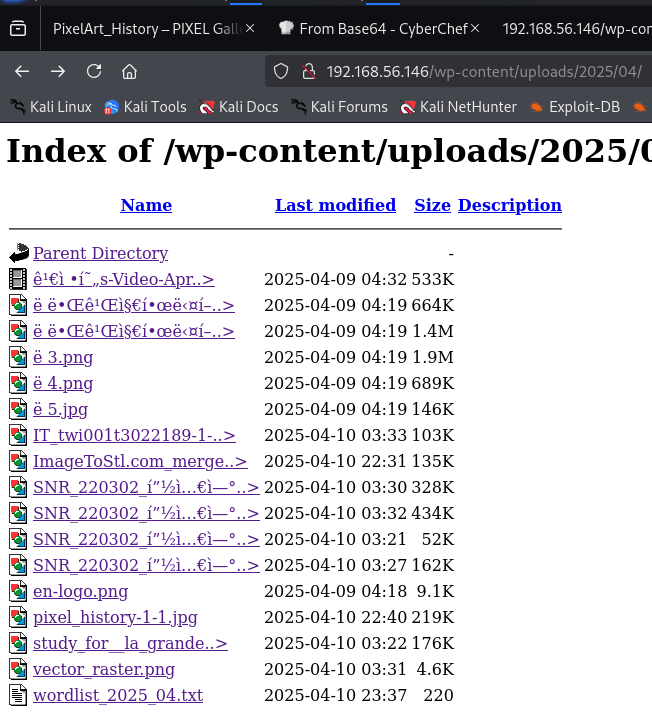 PixelArt_History – PIXEL Gall
From Base64 - CyberChef
192.168.56.146/wp-con
192.168.56.146/wp-content/uploads/2025/04/
Kali Linux Kali Tools Kali Docs Kali Forums Kali NetHunter Exploit-DB
Index of /wp-content/uploads/2025/0
Name Last modified Size Description
Parent Directory -
ê¹€ì •í˜„s-Video-Apr..> 2025-04-09 04:32 533K
ë ë•Œê¹Œì§€í•œë‹¤í–..> 2025-04-09 04:19 664K
ë ë•Œê¹Œì§€í•œë‹¤í–..> 2025-04-09 04:19 1.4M
ë 3.png 2025-04-09 04:19 1.9M
ë 4.png 2025-04-09 04:19 689K
ë 5.jpg 2025-04-09 04:19 146K
IT_twi001t3022189-1-..> 2025-04-10 03:33 103K
ImageToStl.com_merge..> 2025-04-10 22:31 135K
SNR_220302_í”½ì…€ì—°..> 2025-04-10 03:30 328K
SNR_220302_í”½ì…€ì—°..> 2025-04-10 03:32 434K
SNR_220302_í”½ì…€ì—°..> 2025-04-10 03:21 52K
SNR_220302_í”½ì…€ì—°..> 2025-04-10 03:27 162K
en-logo.png 2025-04-09 04:18 9.1K
pixel_history-1-1.jpg 2025-04-10 22:40 219K
study_for__la_grande..> 2025-04-10 03:22 176K
vector_raster.png 2025-04-10 03:31 4.6K
wordlist_2025_04.txt 2025-04-10 23:37 220